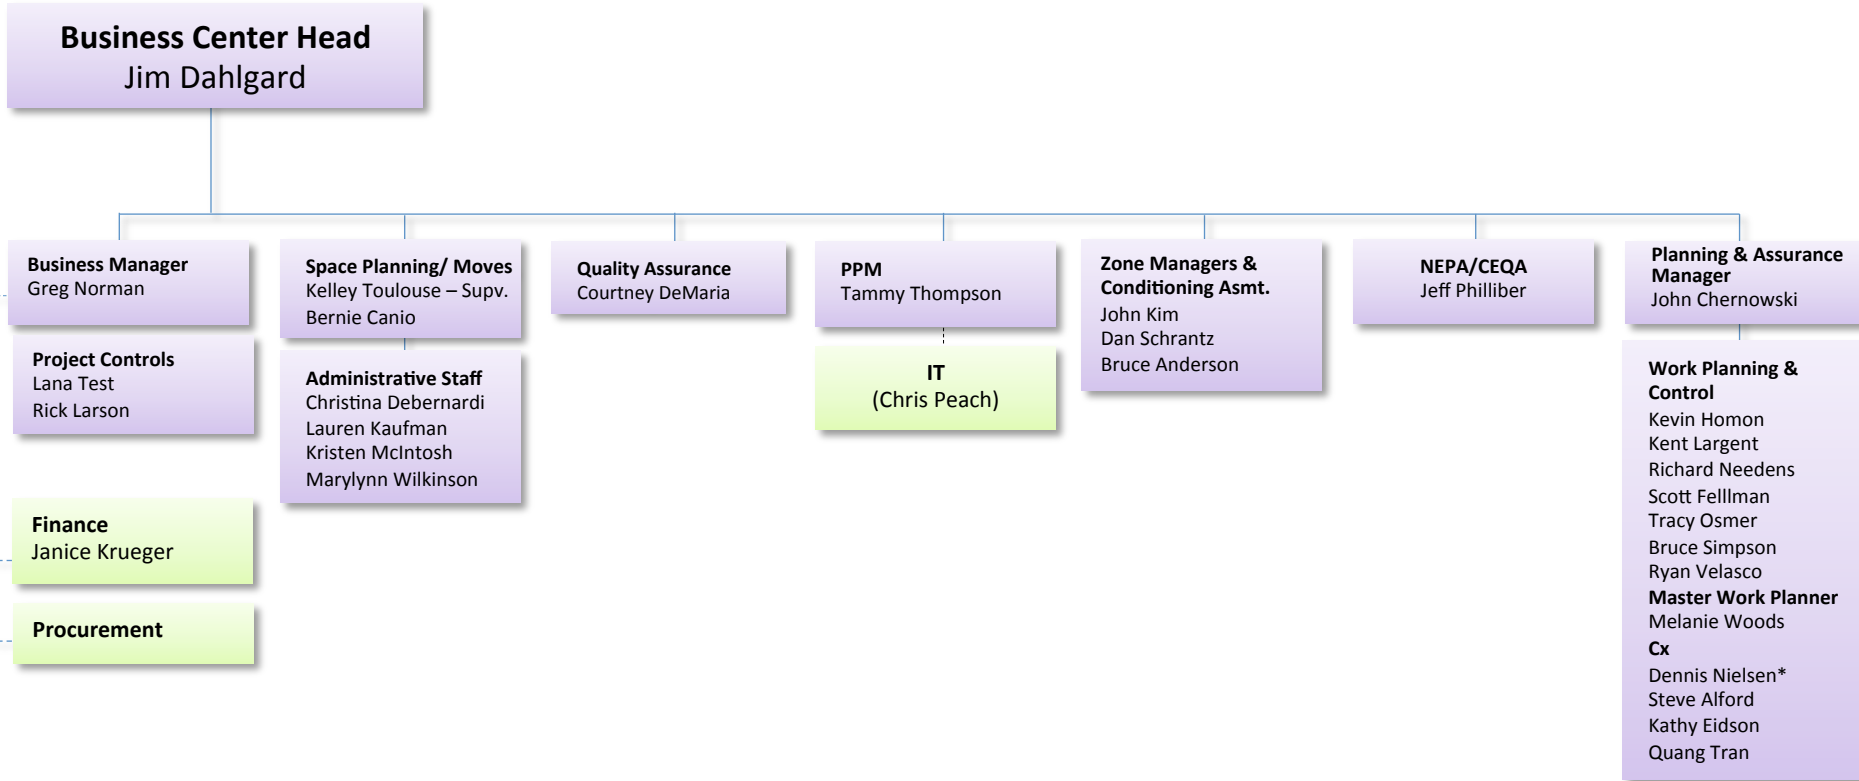 Business Center Head
Jim Dahlgard
Business Manager
Greg Norman
Project Controls
Lana Test
Rick Larson
Finance
Janice Krueger
Procurement
Space Planning/ Moves
Kelley Toulouse – Supv.
Bernie Canio
Administrative Staff
Christina Debernardi
Lauren Kaufman
Kristen McIntosh
Marylynn Wilkinson
Quality Assurance
Courtney DeMaria
PPM
Tammy Thompson
IT
(Chris Peach)
Zone Managers &
Conditioning Asmt.
John Kim
Dan Schrantz
Bruce Anderson
NEPA/CEQA
Jeff Philliber
Planning & Assurance
Manager
John Chernowski
Work Planning &
Control
Kevin Homon
Kent Largent
Richard Needens
Scott Felllman
Tracy Osmer
Bruce Simpson
Ryan Velasco
Master Work Planner
Melanie Woods
Cx
Dennis Nielsen*
Steve Alford
Kathy Eidson
Quang Tran